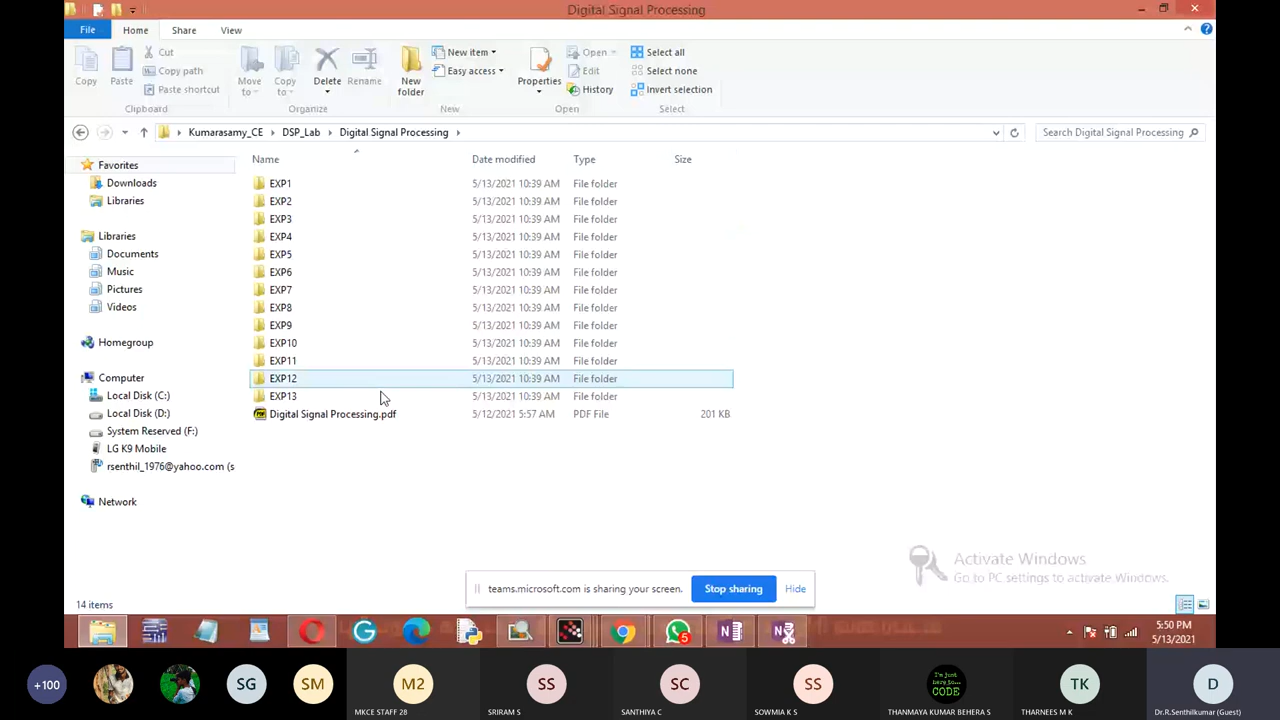 Digital Signal Processing
File Home Share View
Cut
Copy path
Paste shortcut
Copy Paste
Clipboard
Move to Copy to Delete Rename
Organize
New folder
New item
Easy access
New
Properties
Open
Edit
History
Open
Select all
Select none
Invert selection
Select
Kumarasamy_CE DSP_Lab Digital Signal Processing
Search Digital Signal Processing
Name Date modified Type Size
Favorites
Downloads
Libraries
Libraries
Documents
Music
Pictures
Videos
Homegroup
Computer
Local Disk (C:)
Local Disk (D:)
System Reserved (F:)
LG K9 Mobile
rsenthil_1976@yahoo.com (s
Network
EXP1 5/13/2021 10:39 AM File folder
EXP2 5/13/2021 10:39 AM File folder
EXP3 5/13/2021 10:39 AM File folder
EXP4 5/13/2021 10:39 AM File folder
EXP5 5/13/2021 10:39 AM File folder
EXP6 5/13/2021 10:39 AM File folder
EXP7 5/13/2021 10:39 AM File folder
EXP8 5/13/2021 10:39 AM File folder
EXP9 5/13/2021 10:39 AM File folder
EXP10 5/13/2021 10:39 AM File folder
EXP11 5/13/2021 10:39 AM File folder
EXP12 5/13/2021 10:39 AM File folder
EXP13 5/13/2021 10:39 AM File folder
Digital Signal Processing.pdf 5/12/2021 5:57 AM PDF File 201 KB
Activate Windows
Go to PC settings to activate Windows.
teams.microsoft.com is sharing your screen. Stop sharing Hide
14 items
5
5:50 PM
5/13/2021
+100 SG SM M2 SS SC SS TK D
I'm just here to... CODE
MKCE STAFF 28 SRIRAM S SANTHIYA C SOWMIA K S THANMAYA KUMAR BEHERA S THARNEES M K Dr.R.Senthilkumar (Guest)